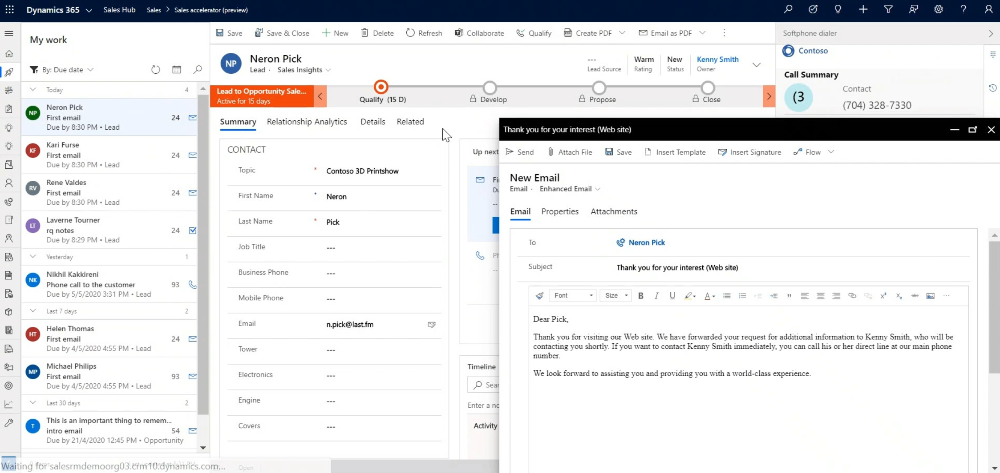 Dynamics 365
Sales Hub
Sales > Sales accelerator (preview)
My work
By: Due date
Today 4
NP
Neron Pick
First email 24
Due by 8:30 PM • Lead
KF
Kari Furse
First email 24
Due by 8:30 PM • Lead
RV
Rene Valdes
First email 24
Due by 8:30 PM • Lead
LT
Laverne Tourner
rq notes 24
Due by 8:29 PM • Lead
Yesterday 1
NK
Nikhil Kakkireni
Phone call to the customer 93
Due by 5/5/2020 3:31 PM • Lead
Last 7 days 2
HT
Helen Thomas
First email 24
Due by 4/5/2020 4:55 PM • Lead
MP
Michael Philips
First email 93
Due by 4/5/2020 4:55 PM • Lead
Last 30 days 2
T
This is an important thing to remem...
intro email 54
Due by 21/4/2020 12:45 PM • Opportunity
Waiting for salesrmdemoorg03.crm10.dynamics.com...
Save
Save & Close
New
Delete
Refresh
Collaborate
Qualify
Create PDF
Email as PDF
NP
Neron Pick
Lead · Sales Insights
---
Lead Source
Warm
Rating
New
Status
Kenny Smith
Owner
Lead to Opportunity Sale...
Active for 15 days
Qualify (15 D)
Develop
Propose
Close
Summary
Relationship Analytics
Details
Related
CONTACT
Topic * Contoso 3D Printshow
First Name + Neron
Last Name * Pick
Job Title ---
Business Phone ---
Mobile Phone ---
Email n.pick@last.fm
Tower ---
Electronics ---
Engine ---
Covers ---
Open
Up next
--
--
Timeline
Enter a
Activity
Softphone dialer
Contoso
Call Summary
(3
Contact
(704) 328-7330
Thank you for your interest (Web site)
Send
Attach File
Save
Insert Template
Insert Signature
Flow
New Email
Email · Enhanced Email
Email
Properties
Attachments
To Neron Pick
Subject Thank you for your interest (Web site)
Font
Size
B I U A
abc
Dear Pick,
Thank you for visiting our Web site. We have forwarded your request for additional information to Kenny Smith, who will be
contacting you shortly. If you want to contact Kenny Smith immediately, you can call his or her direct line at our main phone
number.
We look forward to assisting you and providing you with a world-class experience.